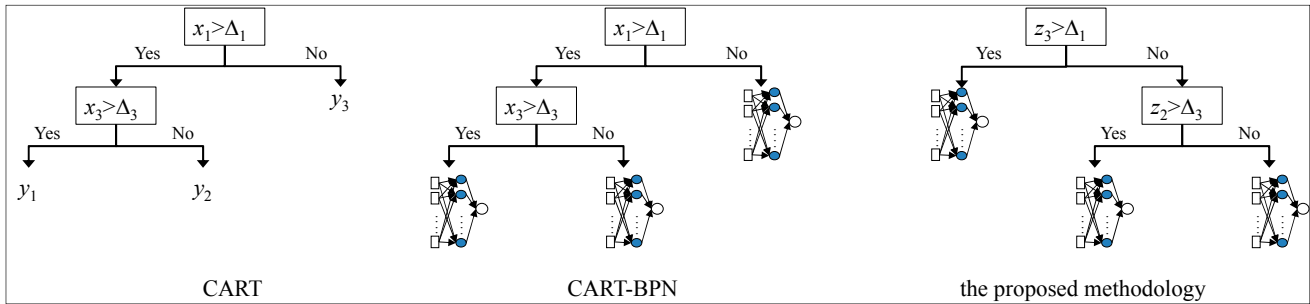 x₁>Δ₁
Yes
No
x₃>Δ₃
y₃
Yes
No
y₁
y₂
CART
x₁>Δ₁
Yes
No
x₃>Δ₃
Yes
No
CART-BPN
z₃>Δ₁
Yes
No
z₂>Δ₃
Yes
No
the proposed methodology